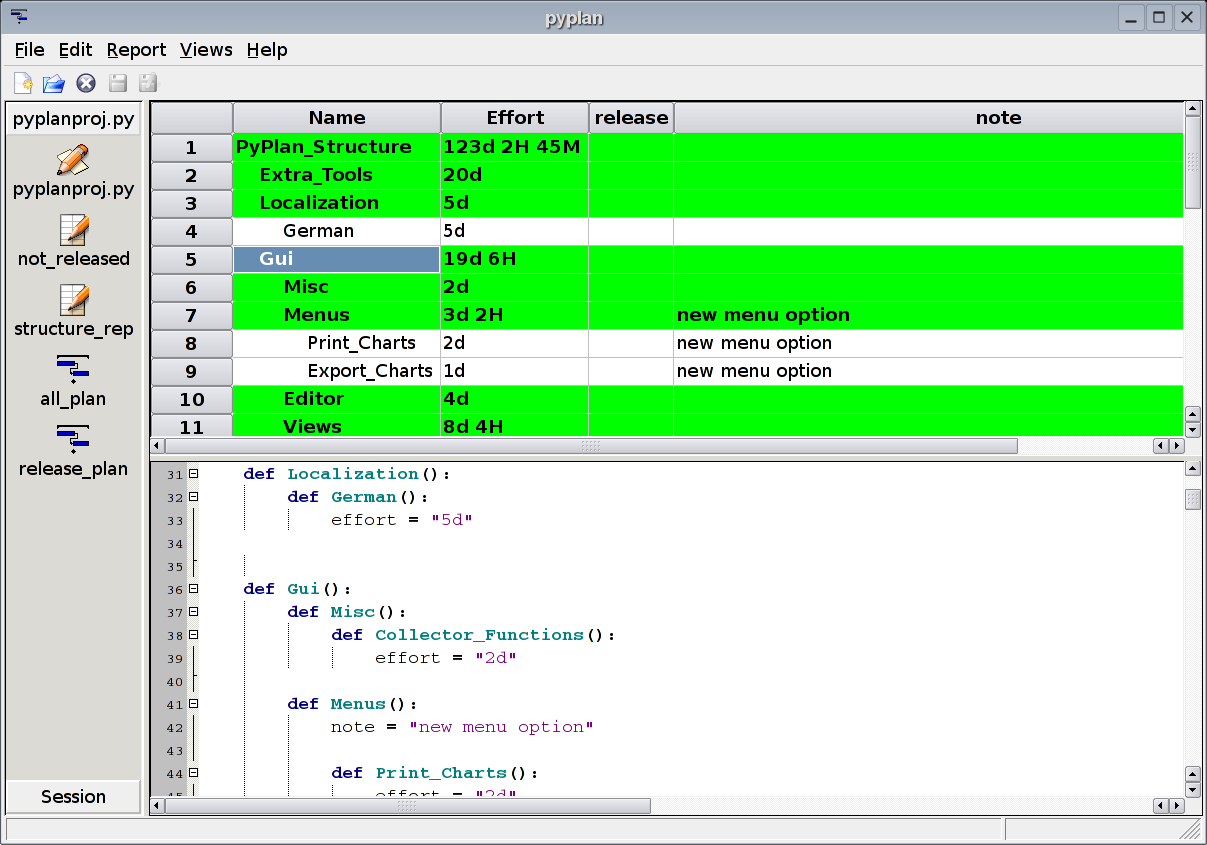 pyplan
File Edit Report Views Help
pyplanproj.py
pyplanproj.py
not_released
structure_rep
all_plan
release_plan
Session
Name Effort release note
1 PyPlan_Structure 123d 2H 45M
2 Extra_Tools 20d
3 Localization 5d
4 German 5d
5 Gui 19d 6H
6 Misc 2d
7 Menus 3d 2H new menu option
8 Print_Charts 2d new menu option
9 Export_Charts 1d new menu option
10 Editor 4d
11 Views 8d 4H
31 def Localization():
32 def German():
33 effort = "5d"
34
35
36 def Gui():
37 def Misc():
38 def Collector_Functions():
39 effort = "2d"
40
41 def Menus():
42 note = "new menu option"
43
44 def Print_Charts():
45 effort = "2d"